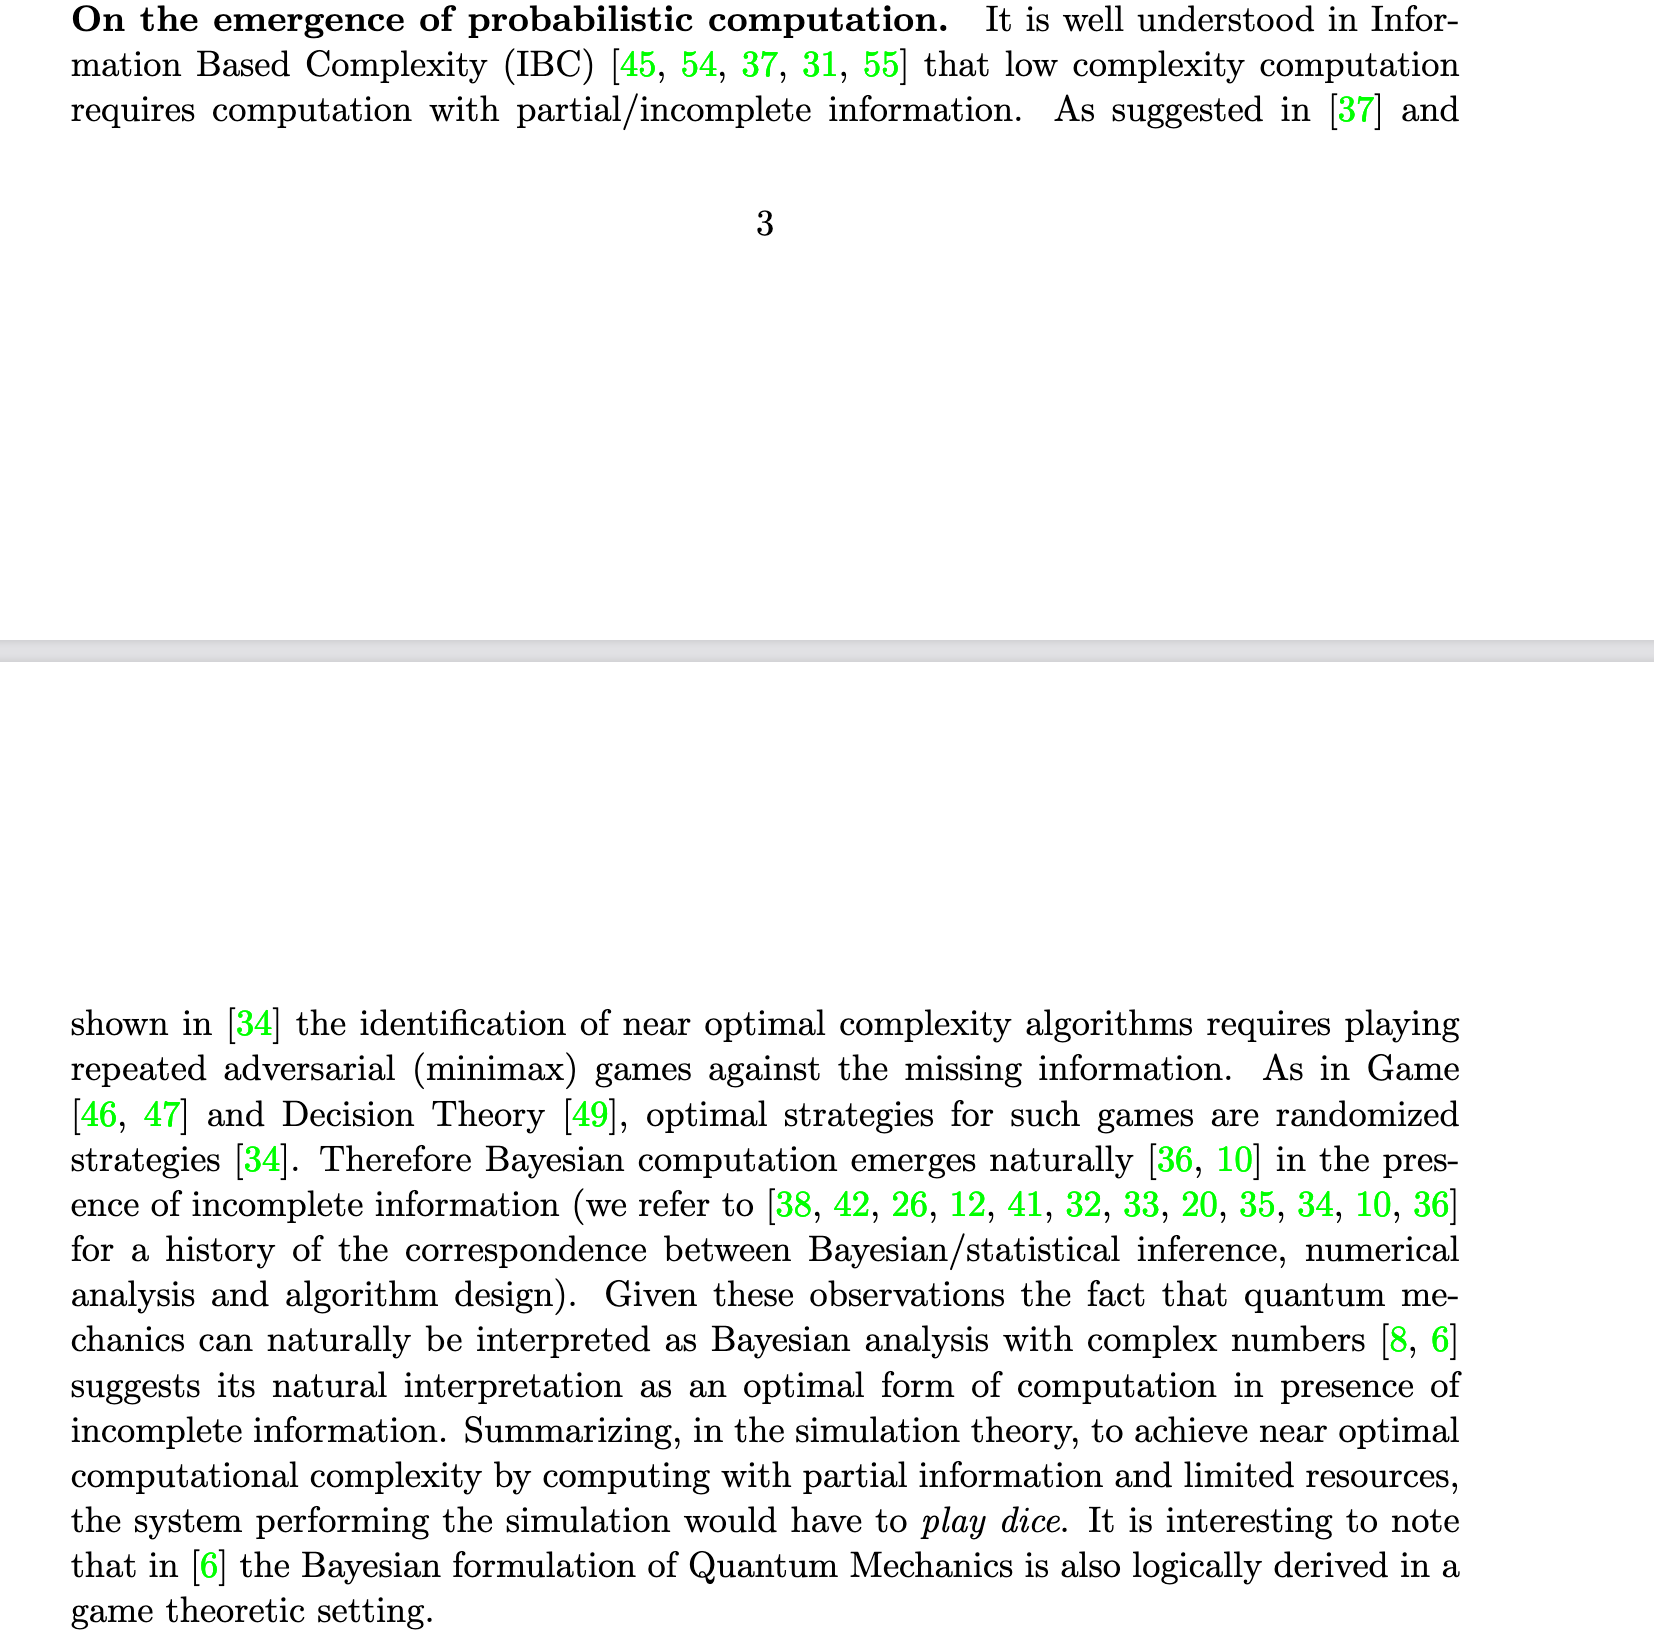 On the emergence of probabilistic computation. It is well understood in Infor-
mation Based Complexity (IBC) [45, 54, 37, 31, 55] that low complexity computation
requires computation with partial/incomplete information. As suggested in [37] and
3
shown in [34] the identification of near optimal complexity algorithms requires playing
repeated adversarial (minimax) games against the missing information. As in Game
[46, 47] and Decision Theory [49], optimal strategies for such games are randomized
strategies [34]. Therefore Bayesian computation emerges naturally [36, 10] in the pres-
ence of incomplete information (we refer to [38, 42, 26, 12, 41, 32, 33, 20, 35, 34, 10, 36]
for a history of the correspondence between Bayesian/statistical inference, numerical
analysis and algorithm design). Given these observations the fact that quantum me-
chanics can naturally be interpreted as Bayesian analysis with complex numbers [8, 6]
suggests its natural interpretation as an optimal form of computation in presence of
incomplete information. Summarizing, in the simulation theory, to achieve near optimal
computational complexity by computing with partial information and limited resources,
the system performing the simulation would have to play dice. It is interesting to note
that in [6] the Bayesian formulation of Quantum Mechanics is also logically derived in a
game theoretic setting.